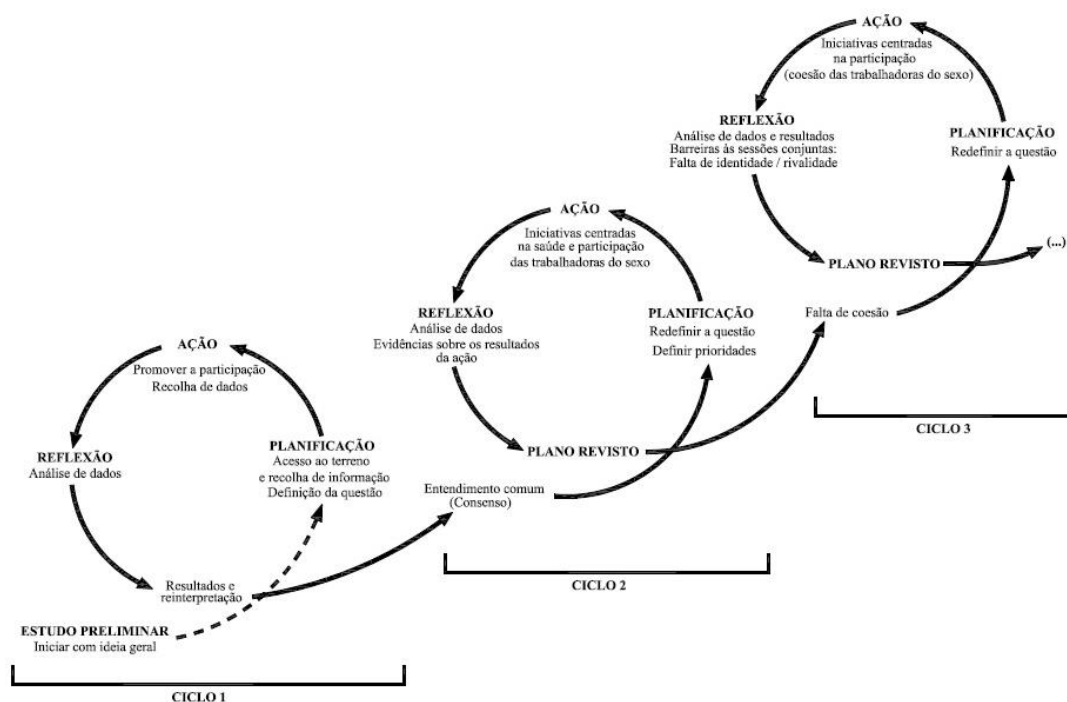 ESTUDO PRELIMINAR
Iniciar com ideia geral
PLANIFICAÇÃO
Acesso ao terreno
e recolha de informação
Definição da questão
AÇÃO
Promover a participação
Recolha de dados
REFLEXÃO
Análise de dados
Resultados e
reinterpretação
CICLO 1
Entendimento comum
(Consenso)
PLANIFICAÇÃO
Redefinir a questão
Definir prioridades
AÇÃO
Iniciativas centradas
na saúde e participação
das trabalhadoras do sexo
REFLEXÃO
Análise de dados
Evidências sobre os resultados
da ação
PLANO REVISTO
CICLO 2
Falta de coesão
PLANIFICAÇÃO
Redefinir a questão
AÇÃO
Iniciativas centradas
na participação
(coesão das trabalhadoras do sexo)
REFLEXÃO
Análise de dados e resultados
Barreiras às sessões conjuntas:
Falta de identidade / rivalidade
PLANO REVISTO
(...)
CICLO 3